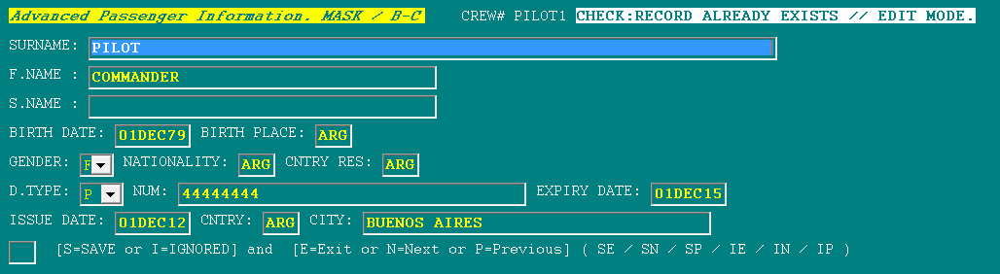 Advanced Passenger Information. MASK / B-C CREW# PILOT1 CHECK:RECORD ALREADY EXISTS // EDIT MODE.
SURNAME: PILOT
F.NAME : COMMANDER
S.NAME :
BIRTH DATE: 01DEC79 BIRTH PLACE: ARG
GENDER: F NATIONALITY: ARG CNTRY RES: ARG
D.TYPE: P NUM: 44444444 EXPIRY DATE: 01DEC15
ISSUE DATE: 01DEC12 CNTRY: ARG CITY: BUENOS AIRES
[S=SAVE or I=IGNORED] and [E=Exit or N=Next or P=Previous] ( SE / SN / SP / IE / IN / IP )